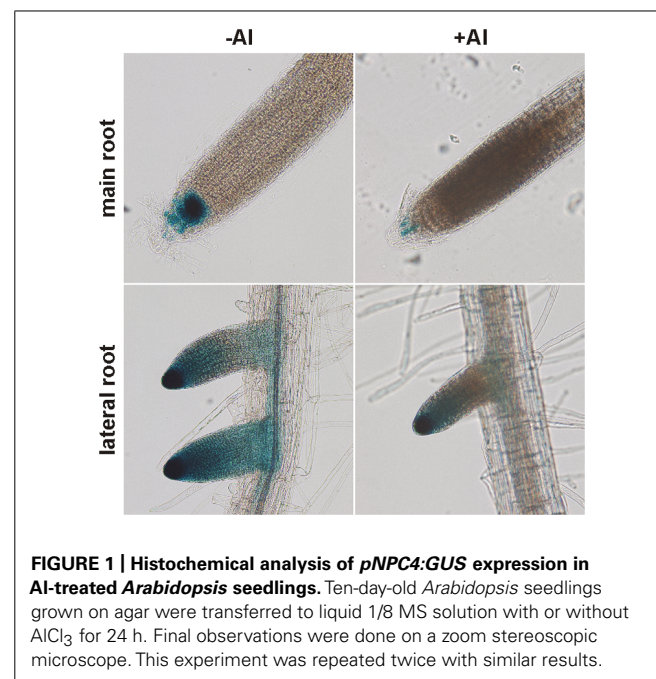 -Al
+Al
main root
lateral root
FIGURE 1 | Histochemical analysis of pNPC4:GUS expression in
Al-treated Arabidopsis seedlings. Ten-day-old Arabidopsis seedlings
grown on agar were transferred to liquid 1/8 MS solution with or without
AlCl₃ for 24 h. Final observations were done on a zoom stereoscopic
microscope. This experiment was repeated twice with similar results.